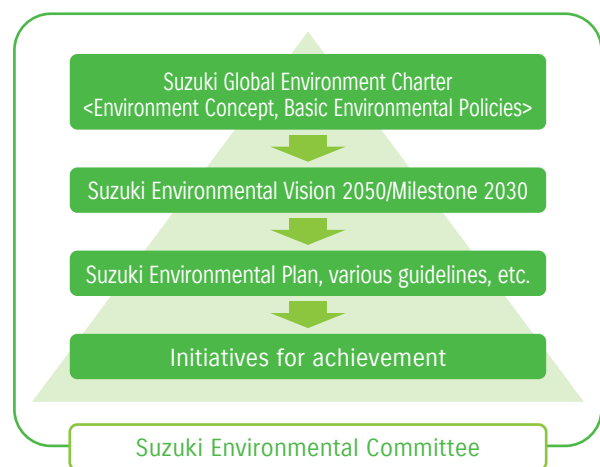 Suzuki Global Environment Charter
<Environment Concept, Basic Environmental Policies>
Suzuki Environmental Vision 2050/Milestone 2030
Suzuki Environmental Plan, various guidelines, etc.
Initiatives for achievement
Suzuki Environmental Committee